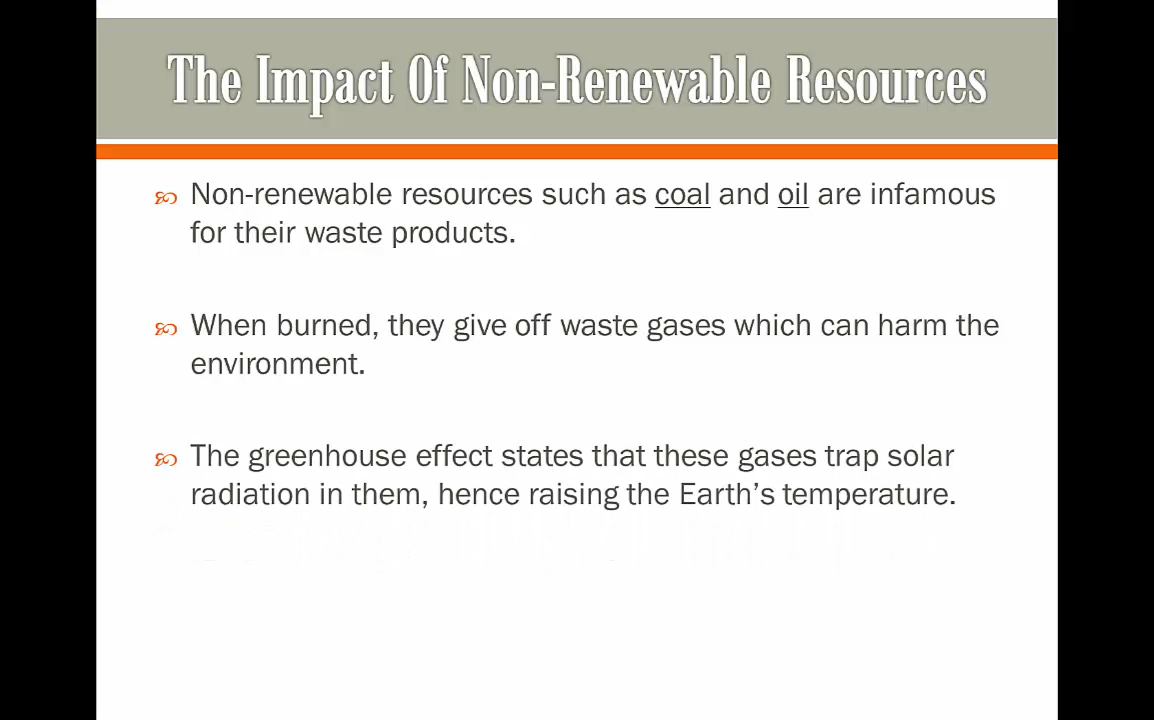 The Impact Of Non-Renewable Resources
Non-renewable resources such as coal and oil are infamous
for their waste products.
When burned, they give off waste gases which can harm the
environment.
The greenhouse effect states that these gases trap solar
radiation in them, hence raising the Earth’s temperature.